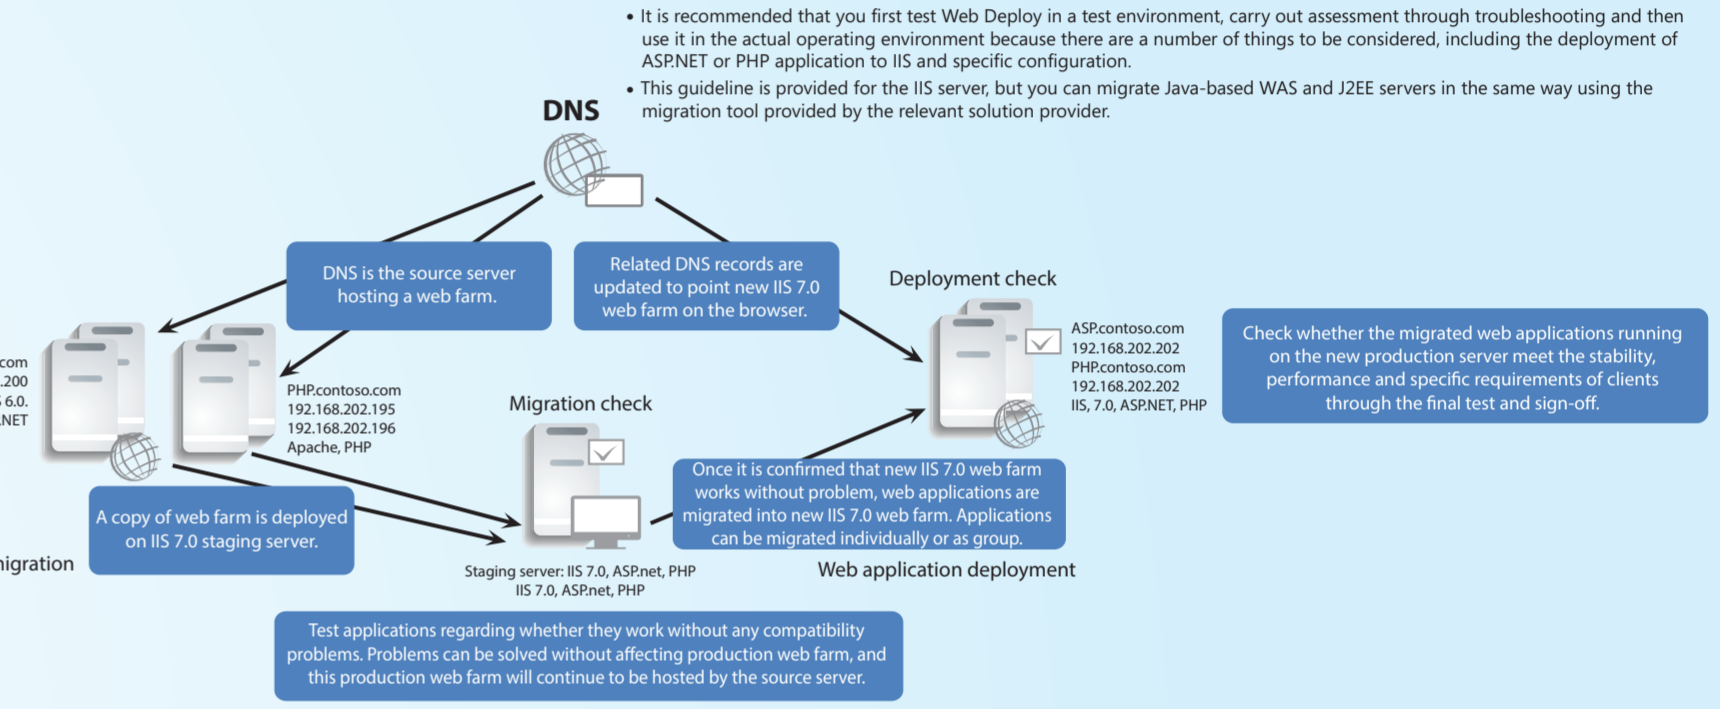 • It is recommended that you first test Web Deploy in a test environment, carry out assessment through troubleshooting and then
use it in the actual operating environment because there are a number of things to be considered, including the deployment of
ASP.NET or PHP application to IIS and specific configuration.
• This guideline is provided for the IIS server, but you can migrate Java-based WAS and J2EE servers in the same way using the
migration tool provided by the relevant solution provider.
DNS
DNS is the source server
hosting a web farm.
Related DNS records are
updated to point new IIS 7.0
web farm on the browser.
Deployment check
ASP.contoso.com
192.168.202.202
PHP.contoso.com
192.168.202.202
IIS, 7.0, ASP.NET, PHP
Check whether the migrated web applications running
on the new production server meet the stability,
performance and specific requirements of clients
through the final test and sign-off.
com
.200
6.0.
.NET
PHP.contoso.com
192.168.202.195
192.168.202.196
Apache, PHP
Migration check
Once it is confirmed that new IIS 7.0 web farm
works without problem, web applications are
migrated into new IIS 7.0 web farm. Applications
can be migrated individually or as group.
A copy of web farm is deployed
on IIS 7.0 staging server.
igration
Staging server: IIS 7.0, ASP.net, PHP
IIS 7.0, ASP.net, PHP
Web application deployment
Test applications regarding whether they work without any compatibility
problems. Problems can be solved without affecting production web farm, and
this production web farm will continue to be hosted by the source server.